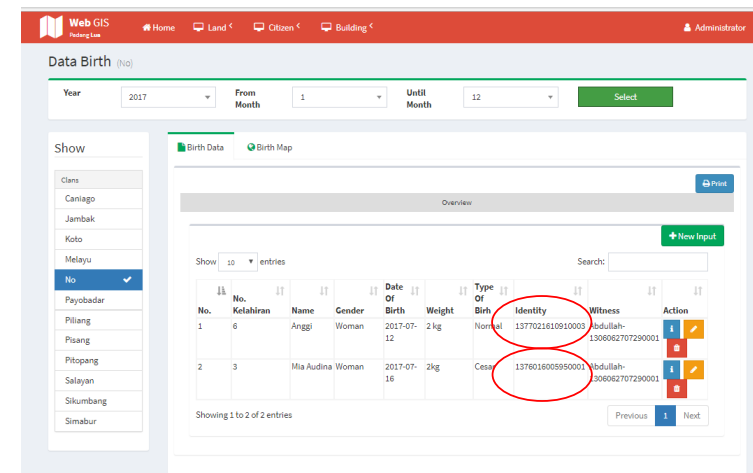 Web GIS
Padang Lua
Home Land Citizen Building Administrator
Data Birth (No)
Year 2017 From Month 1 Until Month 12 Select
Show
Clans
Caniago
Jambak
Koto
Melayu
No
Payobadar
Piliang
Pisang
Pitopang
Salayan
Sikumbang
Simabur
Birth Data Birth Map
Print
Overview
New Input
Show 10 entries Search:
No. No. Kelahiran Name Gender Date Of Birth Weight Type Of Birh Identity Witness Action
1 6 Anggi Woman 2017-07-12 2 kg Normal 1377021610910003 Abdullah-1306062707290001
2 3 Mia Audina Woman 2017-07-16 2kg Cesar 1376016005950001 Abdullah-1306062707290001
Showing 1 to 2 of 2 entries
Previous 1 Next